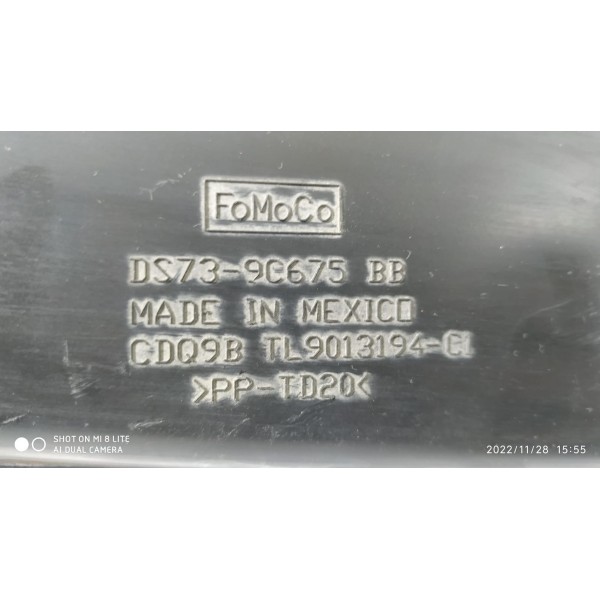 FoMoCo
DS73-9C675 BB
MADE IN MEXICO
CDQ9B TL9013194-C1
>PP-TD20<
SHOT ON MI 8 LITE
AI DUAL CAMERA
2022/11/28 15:55